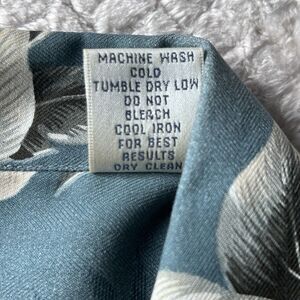 MACHINE WASH
COLD
TUMBLE DRY LOW
DO NOT
BLEACH
COOL IRON
FOR BEST
RESULTS
DRY CLEAN